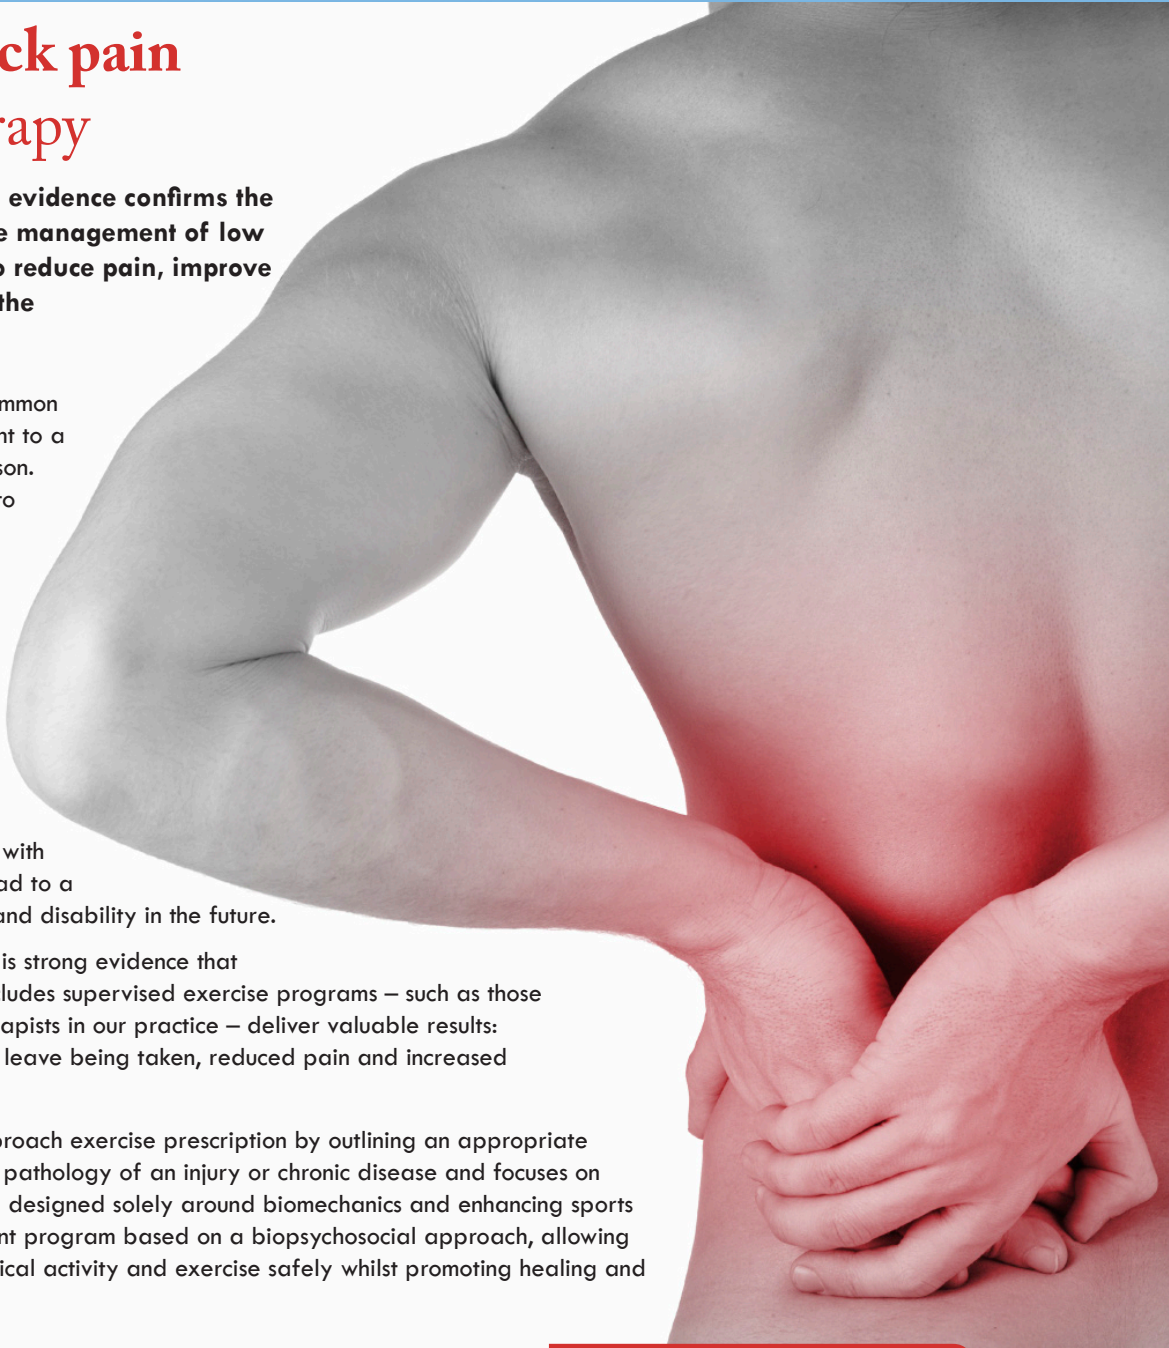 ck pain
rapy
evidence confirms the
e management of low
o reduce pain, improve
the
mmon
nt to a
son.
to
with
ad to a
and disability in the future.
is strong evidence that
ludes supervised exercise programs – such as those
apists in our practice – deliver valuable results:
leave being taken, reduced pain and increased
proach exercise prescription by outlining an appropriate
pathology of an injury or chronic disease and focuses on
designed solely around biomechanics and enhancing sports
nt program based on a biopsychosocial approach, allowing
ical activity and exercise safely whilst promoting healing and